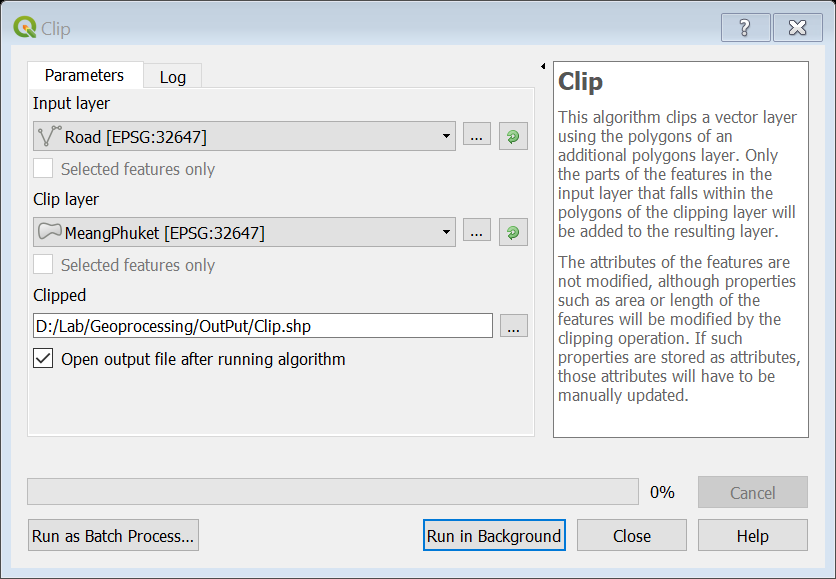 Clip
?
Parameters
Log
Input layer
Road [EPSG:32647]
...
Selected features only
Clip layer
MeangPhuket [EPSG:32647]
...
Selected features only
Clipped
D:/Lab/Geoprocessing/OutPut/Clip.shp
...
Open output file after running algorithm
Clip
This algorithm clips a vector layer
using the polygons of an
additional polygons layer. Only
the parts of the features in the
input layer that falls within the
polygons of the clipping layer will
be added to the resulting layer.
The attributes of the features are
not modified, although properties
such as area or length of the
features will be modified by the
clipping operation. If such
properties are stored as attributes,
those attributes will have to be
manually updated.
0%
Cancel
Run as Batch Process...
Run in Background
Close
Help